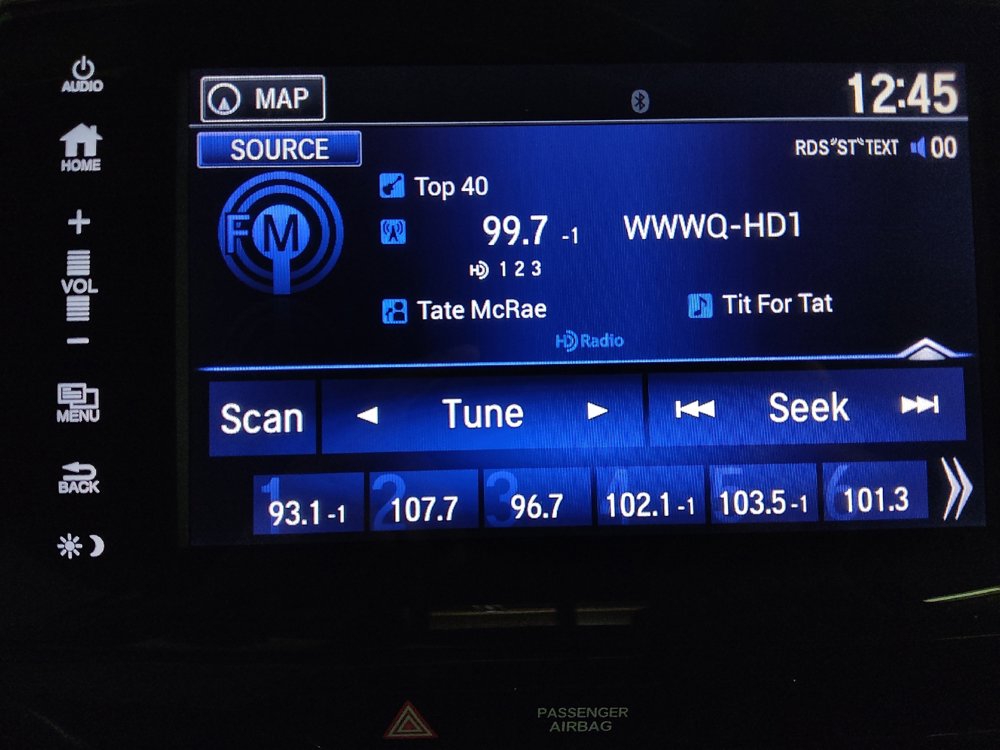 AUDIO
MAP
12:45
SOURCE
RDS "ST" TEXT 00
HOME
Top 40
FM
99.7 -1 WWWQ-HD1
HD 1 2 3
+
VOL
-
Tate McRae Tit For Tat
HD Radio
MENU
Scan Tune Seek
BACK
1 93.1 -1 2 107.7 3 96.7 4 102.1 -1 5 103.5 -1 6 101.3
PASSENGER
AIRBAG